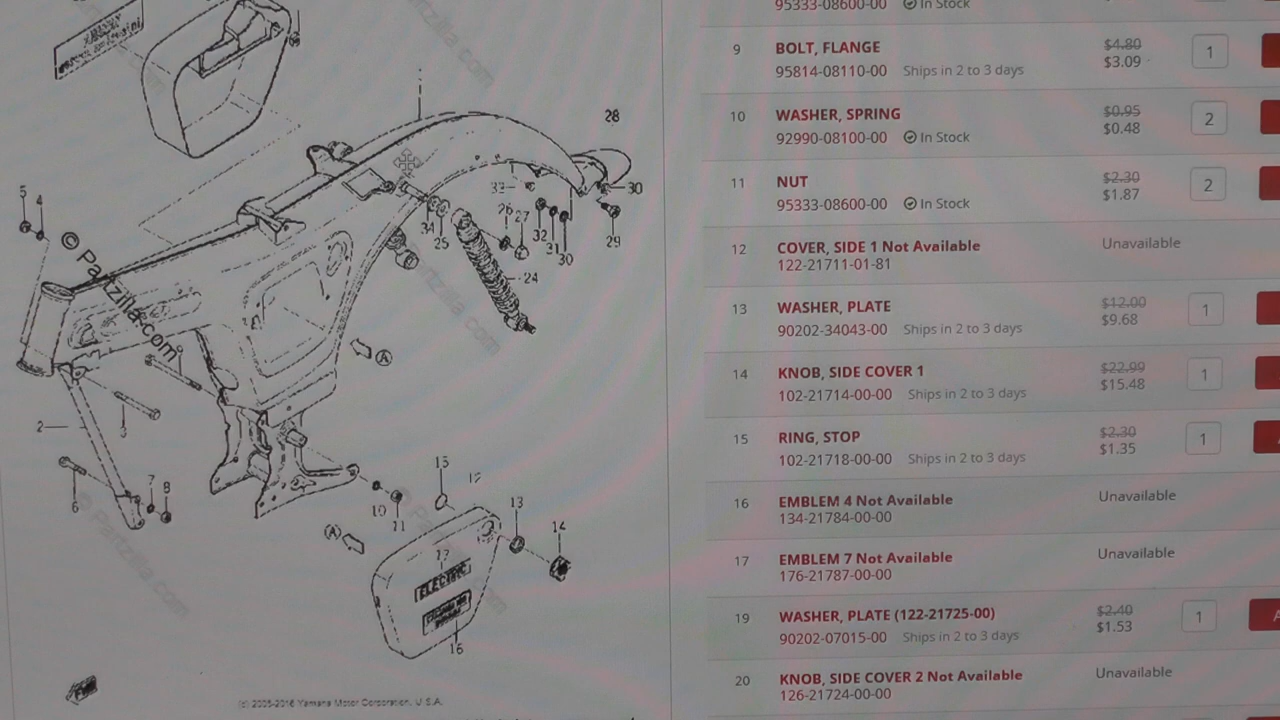 95333-08600-00 In Stock
9 BOLT, FLANGE $4.80 1
95814-08110-00 Ships in 2 to 3 days $3.09
10 WASHER, SPRING $0.95 2
92990-08100-00 In Stock $0.48
11 NUT $2.30 2
95333-08600-00 In Stock $1.87
12 COVER, SIDE 1 Not Available Unavailable
122-21711-01-81
13 WASHER, PLATE $12.00 1
90202-34043-00 Ships in 2 to 3 days $9.68
14 KNOB, SIDE COVER 1 $22.99 1
102-21714-00-00 Ships in 2 to 3 days $15.48
15 RING, STOP $2.30 1
102-21718-00-00 Ships in 2 to 3 days $1.35
16 EMBLEM 4 Not Available Unavailable
134-21784-00-00
17 EMBLEM 7 Not Available Unavailable
176-21787-00-00
19 WASHER, PLATE (122-21725-00) $2.40 1
90202-07015-00 Ships in 2 to 3 days $1.53
20 KNOB, SIDE COVER 2 Not Available Unavailable
126-21724-00-00
28
5
4
33
30
34
25
26
27
32
31
30
29
24
© Partzilla.com
A
2
3
6
7
8
15
12
13
14
10
11
A
17
ELECTRIC
16
(c) 2005-2016 Yamaha Motor Corporation, U.S.A.